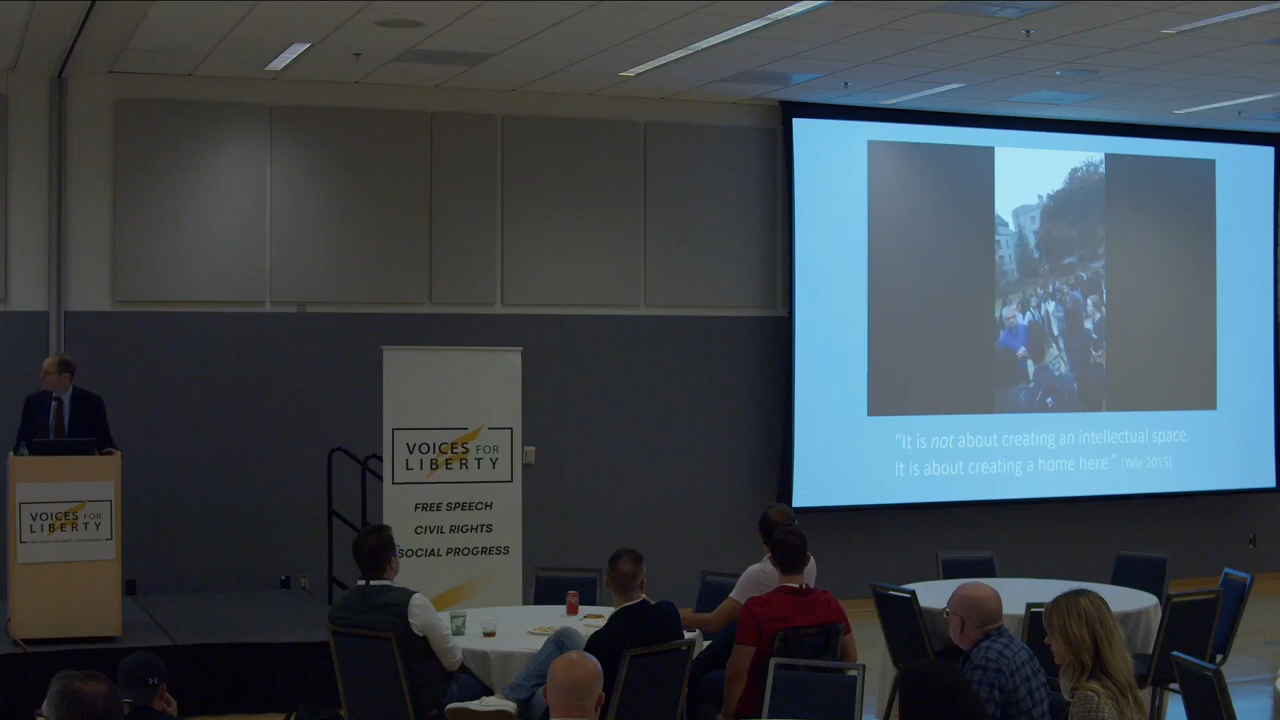 "It is not about creating an intellectual space.
It is about creating a home here." (Yale 2015)
VOICES FOR
LIBERTY
FREE SPEECH
CIVIL RIGHTS
SOCIAL PROGRESS
VOICES FOR
LIBERTY